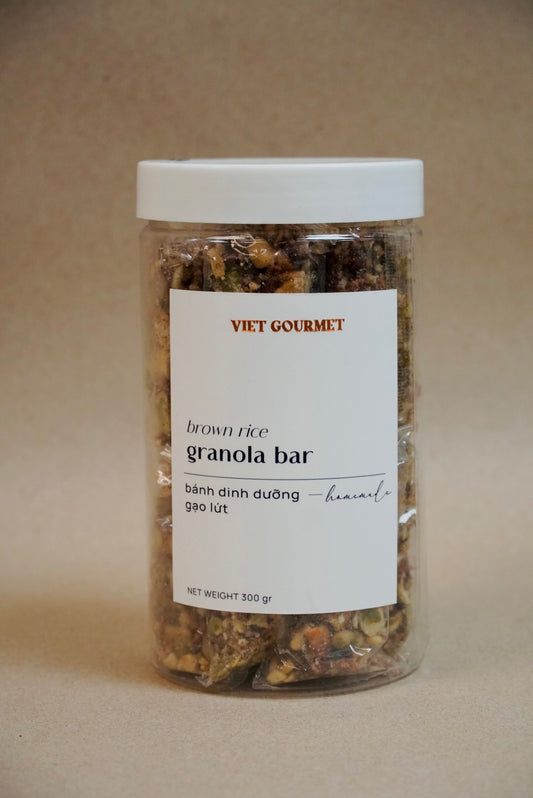 VIET GOURMET
brown rice
granola bar
bánh dinh dưỡng —homemade
gạo lứt
NET WEIGHT 300 gr